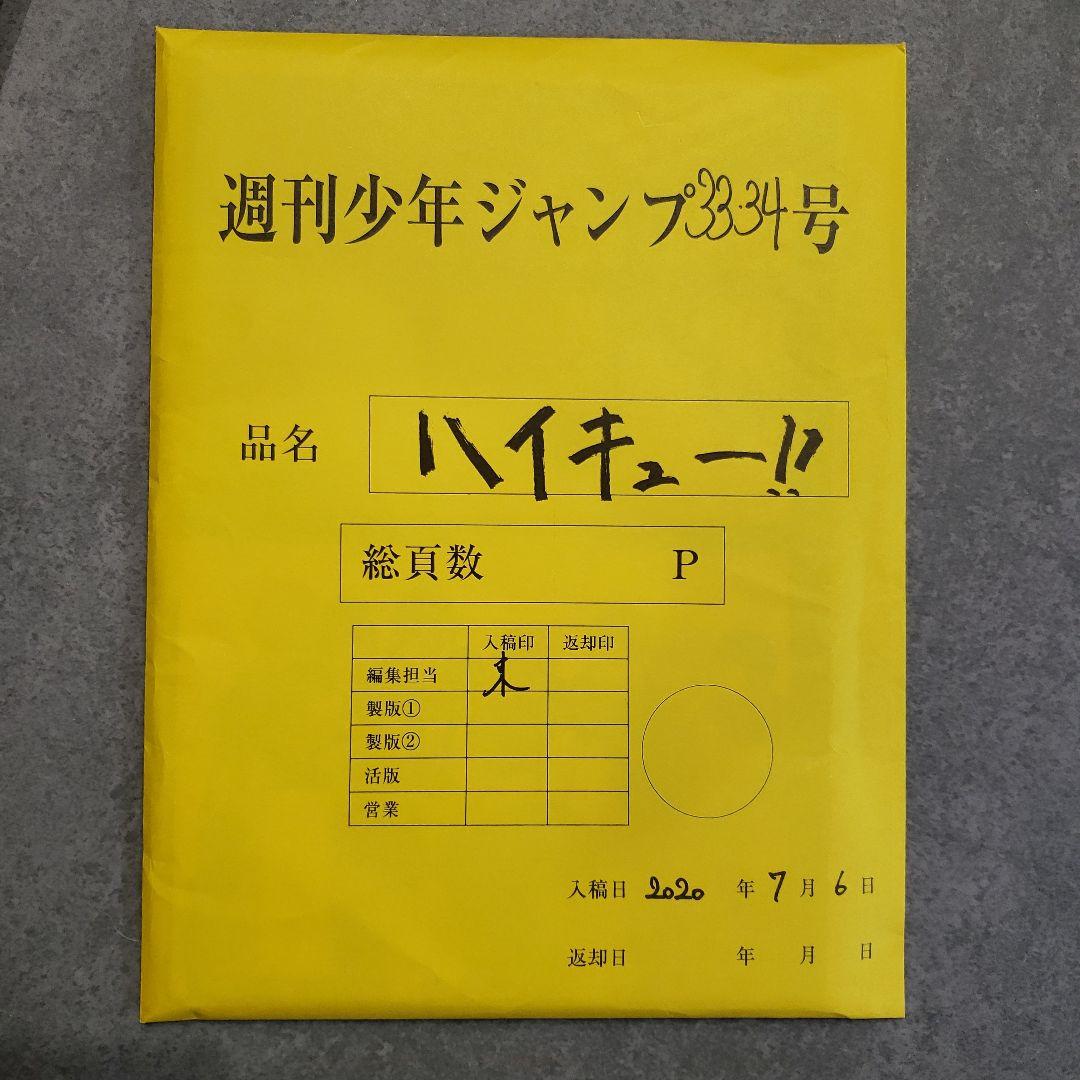 週刊少年ジャンプ33·34号
品名 ハイキュー!!
総頁数 P
入稿印 返却印
編集担当
製版①
製版②
活版
営業
入稿日 2020 年 7 月 6 日
返却日 年 月 日